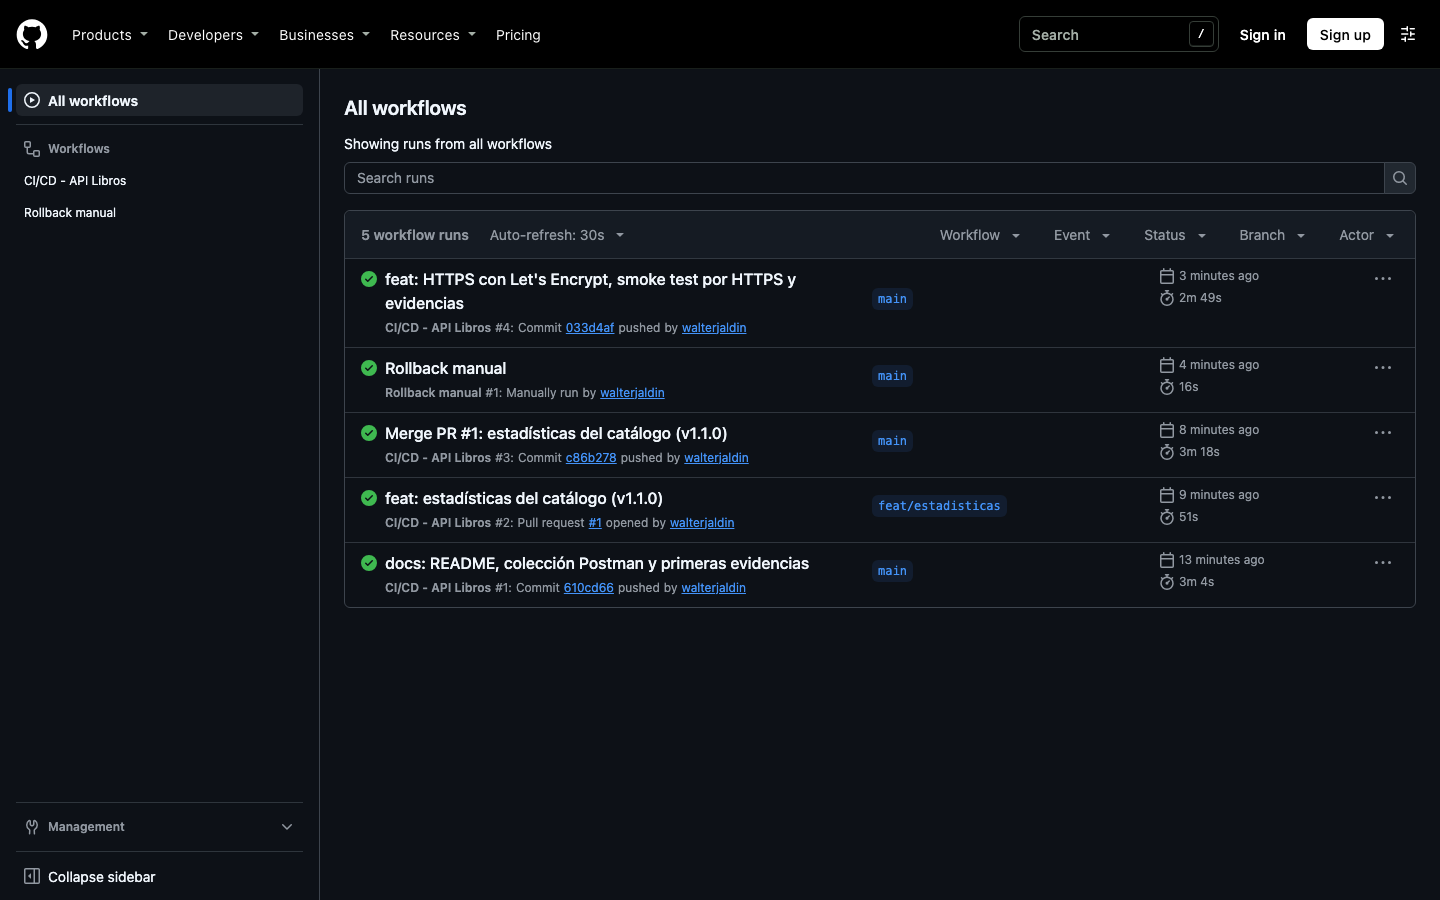 Products Developers Businesses Resources Pricing Search / Sign in Sign up
All workflows
Workflows
CI/CD - API Libros
Rollback manual
Management
Collapse sidebar
All workflows
Showing runs from all workflows
Search runs
5 workflow runs Auto-refresh: 30s Workflow Event Status Branch Actor
feat: HTTPS con Let's Encrypt, smoke test por HTTPS y
evidencias
CI/CD - API Libros #4: Commit 033d4af pushed by walterjaldin
main
3 minutes ago
2m 49s
Rollback manual
Rollback manual #1: Manually run by walterjaldin
main
4 minutes ago
16s
Merge PR #1: estadísticas del catálogo (v1.1.0)
CI/CD - API Libros #3: Commit c86b278 pushed by walterjaldin
main
8 minutes ago
3m 18s
feat: estadísticas del catálogo (v1.1.0)
CI/CD - API Libros #2: Pull request #1 opened by walterjaldin
feat/estadisticas
9 minutes ago
51s
docs: README, colección Postman y primeras evidencias
CI/CD - API Libros #1: Commit 610cd66 pushed by walterjaldin
main
13 minutes ago
3m 4s